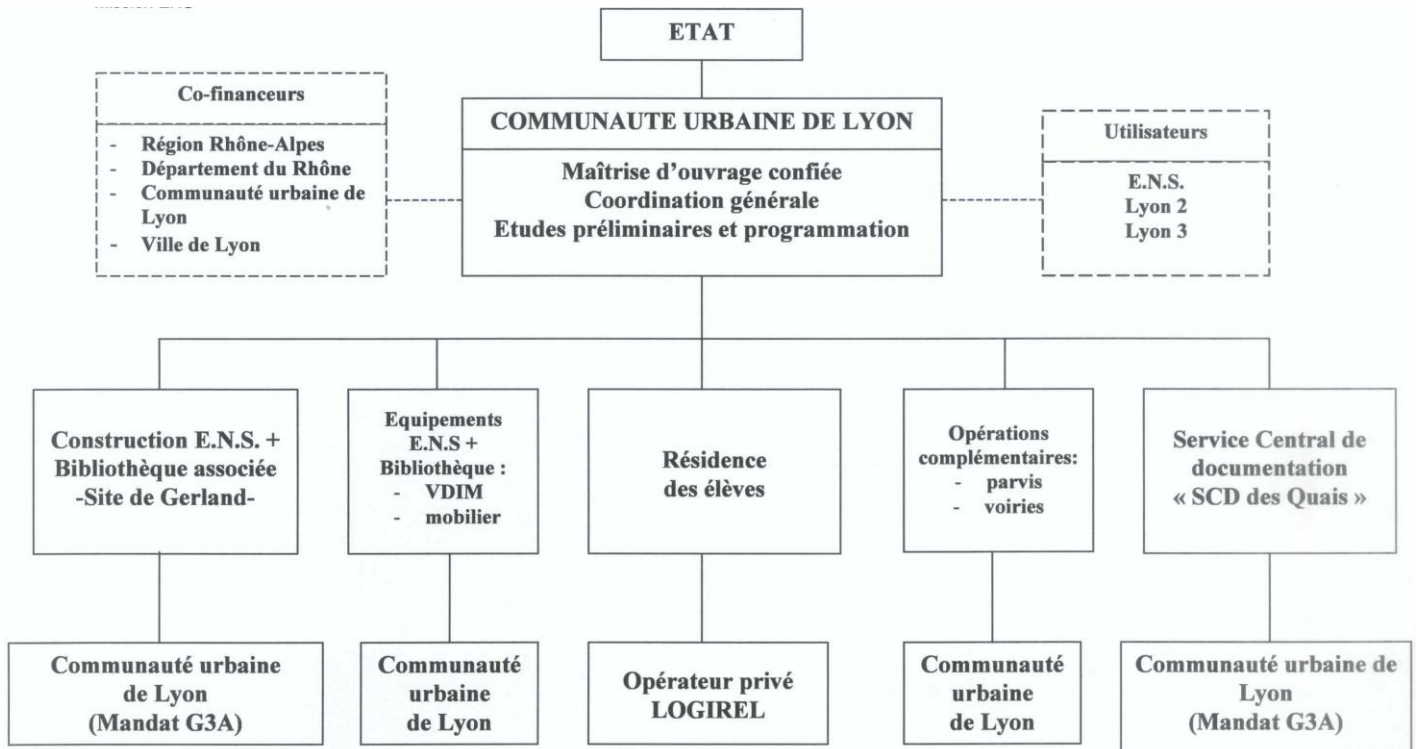 ETAT
Co-financeurs
- Région Rhône-Alpes
- Département du Rhône
- Communauté urbaine de
Lyon
- Ville de Lyon
COMMUNAUTE URBAINE DE LYON
Maîtrise d'ouvrage confiée
Coordination générale
Etudes préliminaires et programmation
Utilisateurs
E.N.S.
Lyon 2
Lyon 3
Construction E.N.S. +
Bibliothèque associée
-Site de Gerland-
Equipements
E.N.S +
Bibliothèque :
- VDIM
- mobilier
Résidence
des élèves
Opérations
complémentaires:
- parvis
- voiries
Service Central de
documentation
« SCD des Quais »
Communauté urbaine
de Lyon
(Mandat G3A)
Communauté
urbaine
de Lyon
Opérateur privé
LOGIREL
Communauté
urbaine
de Lyon
Communauté urbaine de
Lyon
(Mandat G3A)